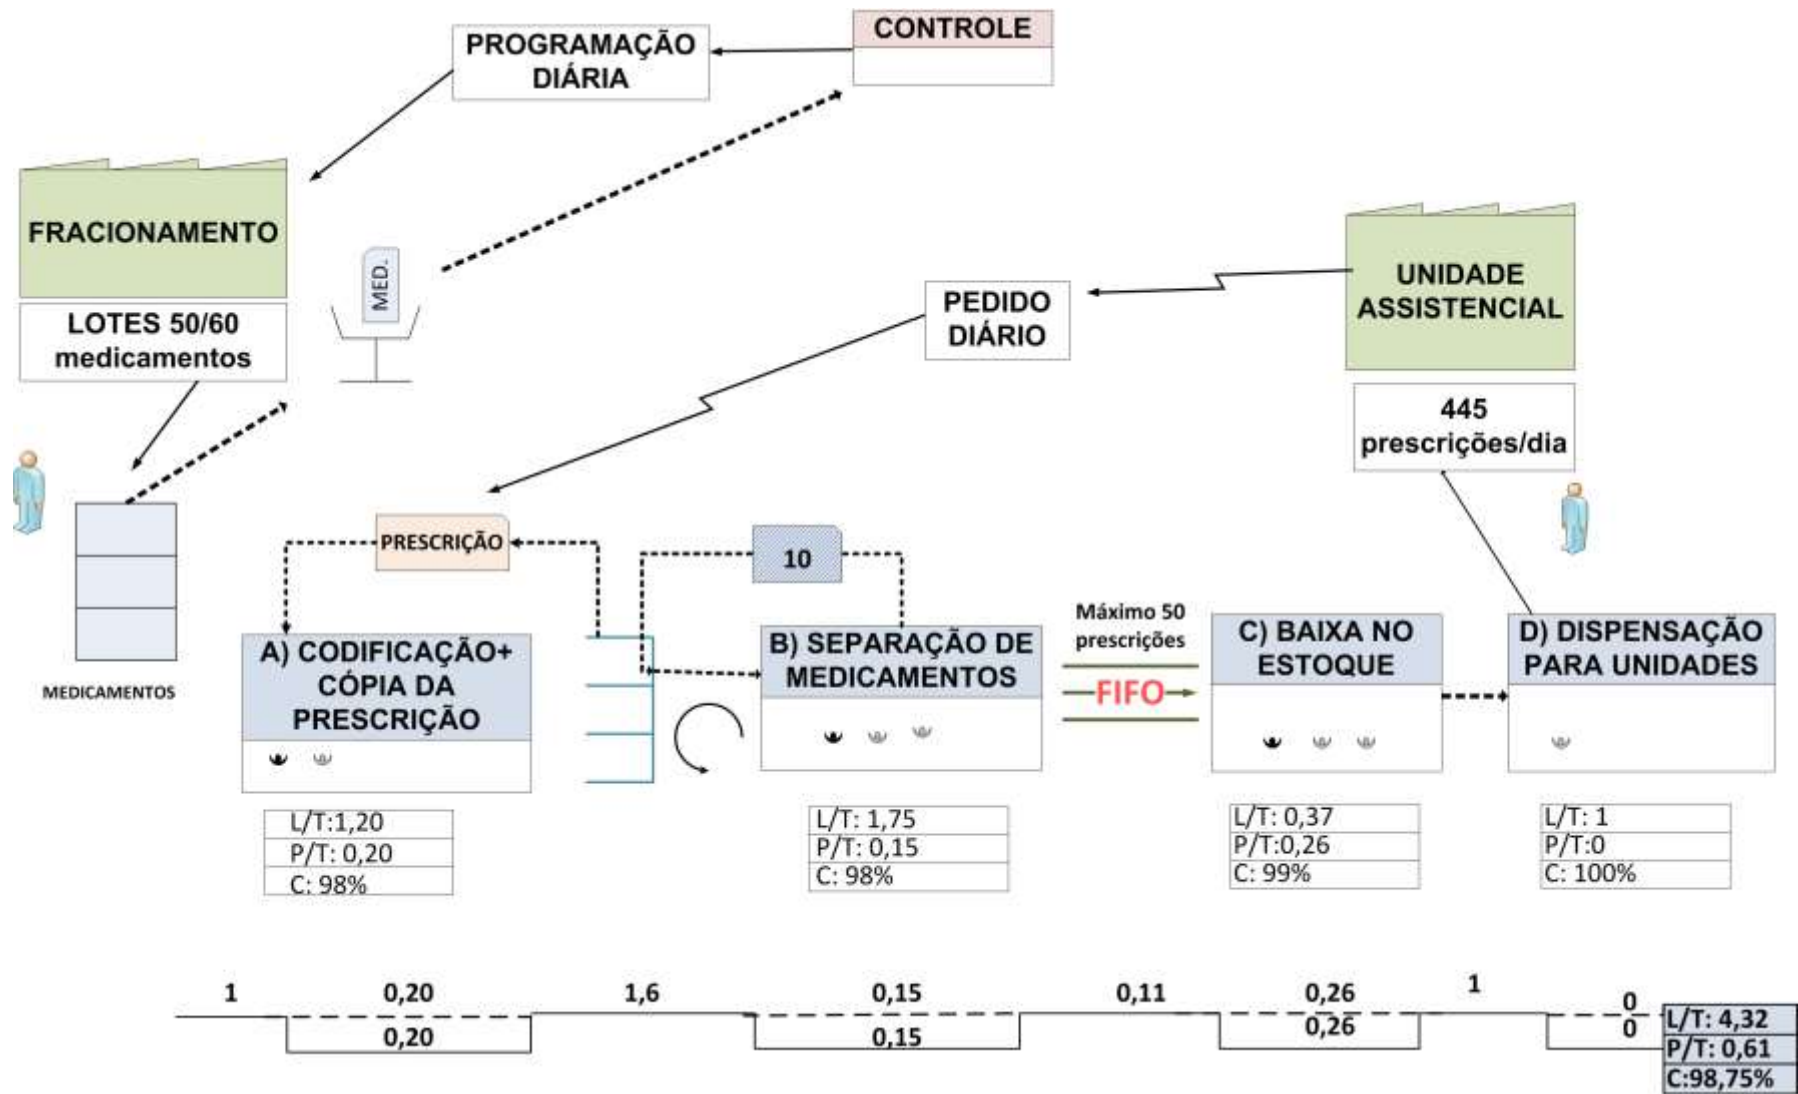 CONTROLE
PROGRAMAÇÃO
DIÁRIA
FRACIONAMENTO
LOTES 50/60
medicamentos
MED.
UNIDADE
ASSISTENCIAL
PEDIDO
DIÁRIO
445
prescrições/dia
MEDICAMENTOS
PRESCRIÇÃO
10
A) CODIFICAÇÃO+
CÓPIA DA
PRESCRIÇÃO
B) SEPARAÇÃO DE
MEDICAMENTOS
Máximo 50
prescrições
FIFO
C) BAIXA NO
ESTOQUE
D) DISPENSAÇÃO
PARA UNIDADES
L/T:1,20
P/T: 0,20
C: 98%
L/T: 1,75
P/T: 0,15
C: 98%
L/T: 0,37
P/T:0,26
C: 99%
L/T: 1
P/T:0
C: 100%
1 0,20 1,6 0,15 0,11 0,26 1 0
0,20 0,15 0,26 0
L/T: 4,32
P/T: 0,61
C:98,75%